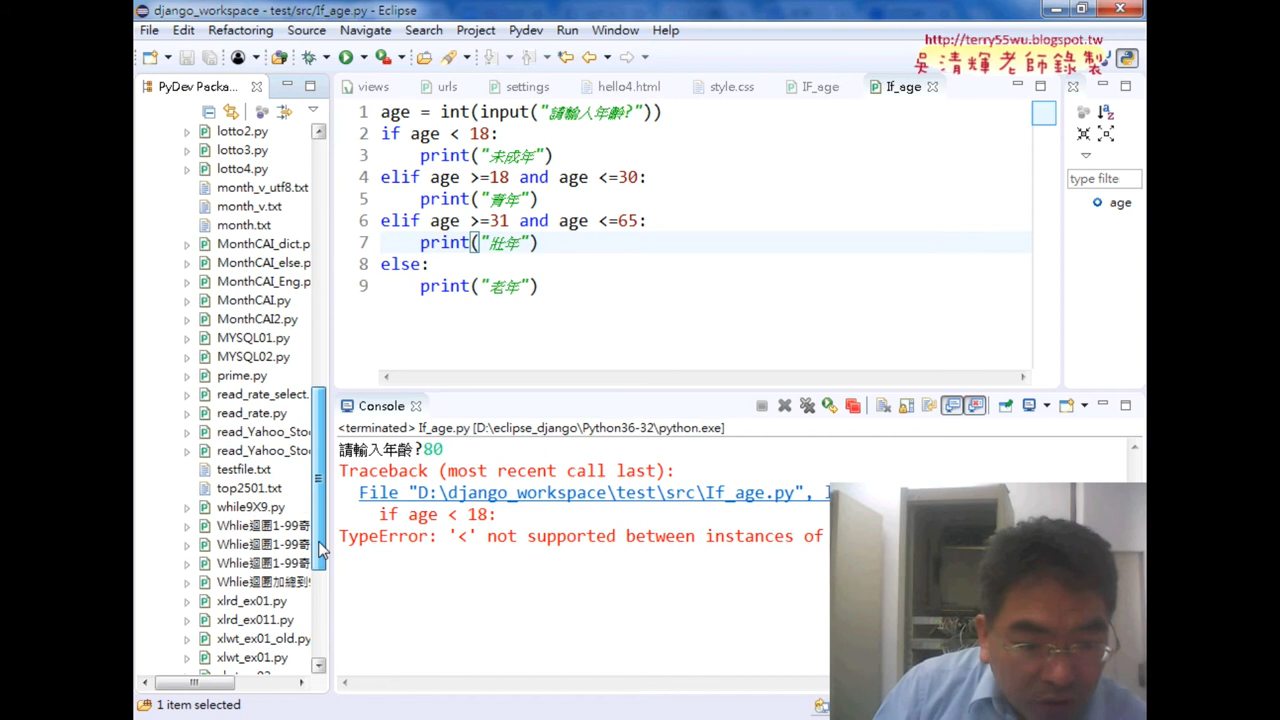 django_workspace - test/src/If_age.py - Eclipse
http://terry55wu.blogspot.tw
吳清輝老師錄製
File Edit Refactoring Source Navigate Search Project Pydev Run Window Help
PyDev Packa...
views urls settings hello4.html style.css IF_age If_age
lotto2.py
lotto3.py
lotto4.py
month_v_utf8.txt
month_v.txt
month.txt
MonthCAI_dict.p
MonthCAI_else.p
MonthCAI_Eng.p
MonthCAI.py
MonthCAI2.py
MYSQL01.py
MYSQL02.py
prime.py
read_rate_select.
read_rate.py
read_Yahoo_Sto
read_Yahoo_Sto
testfile.txt
top2501.txt
while9X9.py
Whlie迴圈1-99奇
Whlie迴圈1-99奇
Whlie迴圈1-99奇
Whlie迴圈加總到9
xlrd_ex01.py
xlrd_ex011.py
xlwt_ex01_old.py
xlwt_ex01.py
1 age = int(input("請輸入年齡?"))
2 if age < 18:
3 print("未成年")
4 elif age >=18 and age <=30:
5 print("青年")
6 elif age >=31 and age <=65:
7 print("壯年")
8 else:
9 print("老年")
type filte
age
Console
<terminated> If_age.py [D:\eclipse_django\Python36-32\python.exe]
請輸入年齡?80
Traceback (most recent call last):
File "D:\django_workspace\test\src\If_age.py", l
if age < 18:
TypeError: '<' not supported between instances of
1 item selected